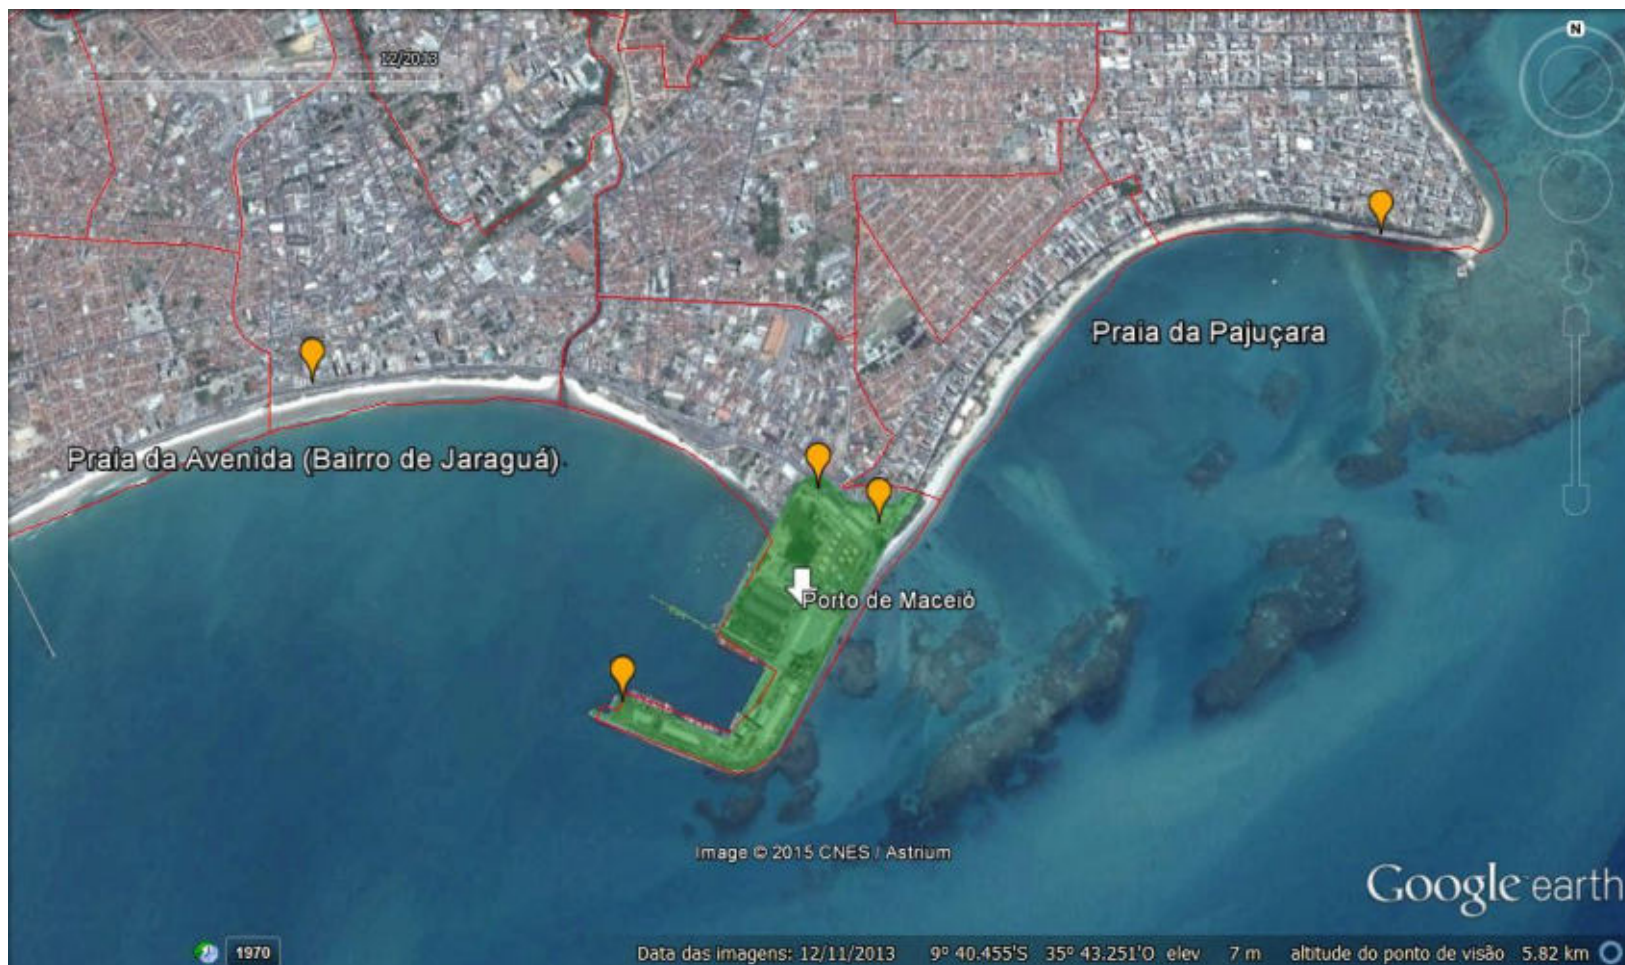 12/2013
N
Praia da Pajuçara
Praia da Avenida (Bairro de Jaraguá)
Porto de Maceió
Image © 2015 CNES / Astrium
Google earth
1970
Data das imagens: 12/11/2013 9° 40.455'S 35° 43.251'O elev 7 m altitude do ponto de visão 5.82 km